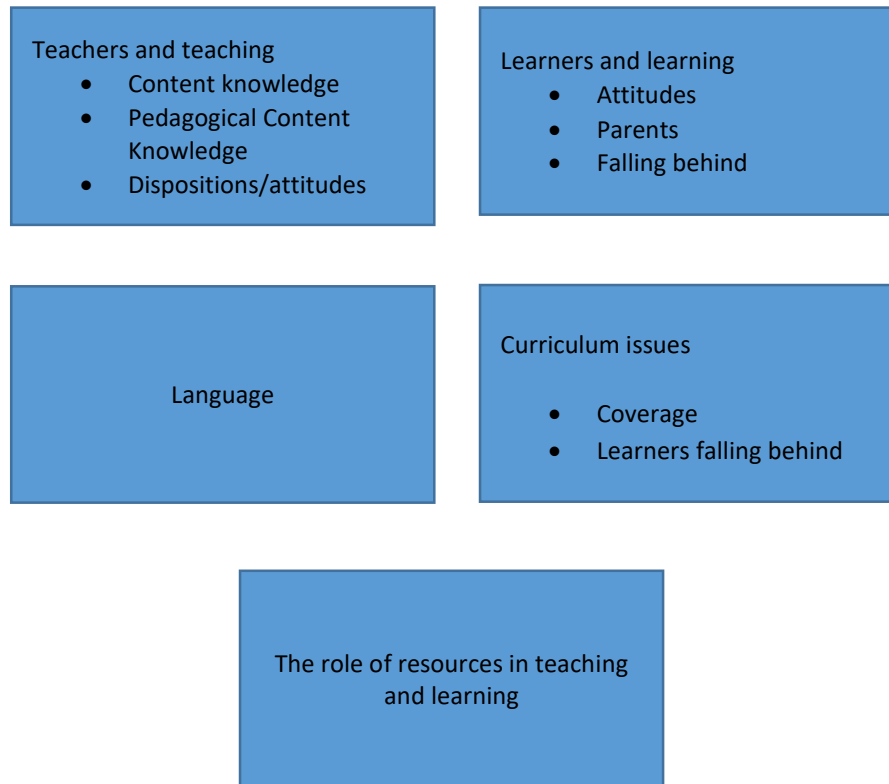 Teachers and teaching
• Content knowledge
• Pedagogical Content
Knowledge
• Dispositions/attitudes
Learners and learning
• Attitudes
• Parents
• Falling behind
Language
Curriculum issues
• Coverage
• Learners falling behind
The role of resources in teaching
and learning